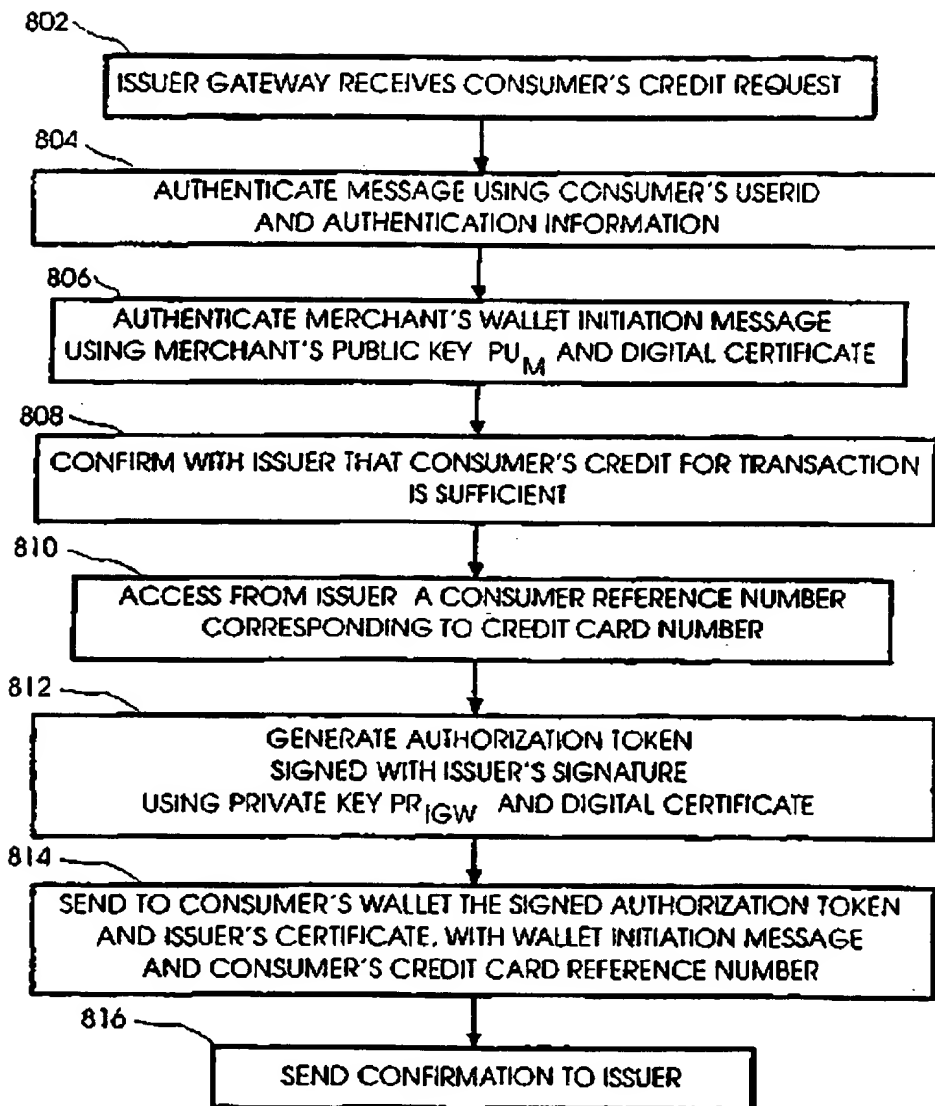 802
ISSUER GATEWAY RECEIVES CONSUMER'S CREDIT REQUEST
804
AUTHENTICATE MESSAGE USING CONSUMER'S USERID
AND AUTHENTICATION INFORMATION
806
AUTHENTICATE MERCHANT'S WALLET INITIATION MESSAGE
USING MERCHANT'S PUBLIC KEY PU_M AND DIGITAL CERTIFICATE
808
CONFIRM WITH ISSUER THAT CONSUMER'S CREDIT FOR TRANSACTION
IS SUFFICIENT
810
ACCESS FROM ISSUER A CONSUMER REFERENCE NUMBER
CORRESPONDING TO CREDIT CARD NUMBER
812
GENERATE AUTHORIZATION TOKEN
SIGNED WITH ISSUER'S SIGNATURE
USING PRIVATE KEY PR_IGW AND DIGITAL CERTIFICATE
814
SEND TO CONSUMER'S WALLET THE SIGNED AUTHORIZATION TOKEN
AND ISSUER'S CERTIFICATE, WITH WALLET INITIATION MESSAGE
AND CONSUMER'S CREDIT CARD REFERENCE NUMBER
816
SEND CONFIRMATION TO ISSUER